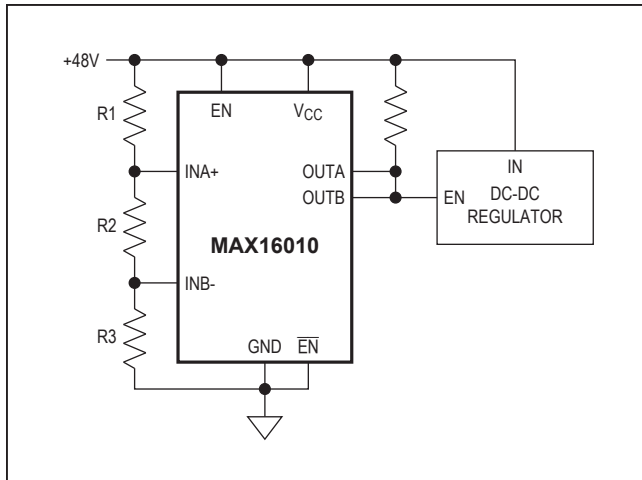 +48V
R1
EN
VCC
INA+
OUTA
IN
OUTB
EN
DC-DC
REGULATOR
R2
MAX16010
INB-
R3
GND
EN